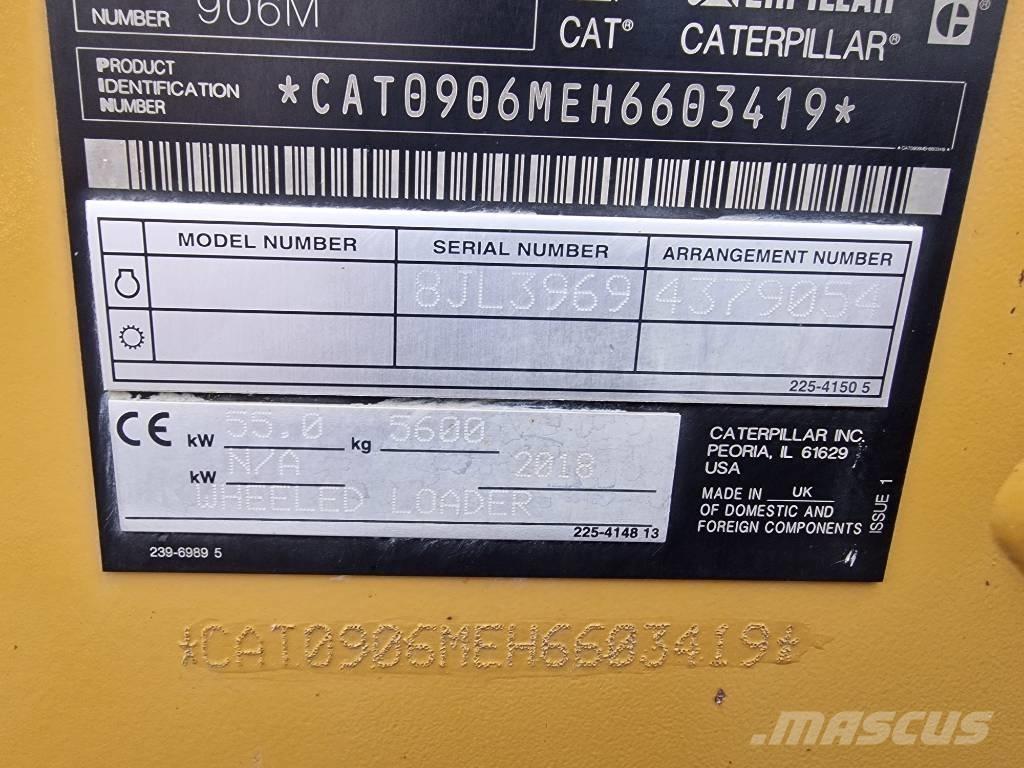 NUMBER 906M
CATERPILLAR
CAT® CATERPILLAR®
PRODUCT
IDENTIFICATION
NUMBER
*CAT0906MEH6603419*
MODEL NUMBER SERIAL NUMBER ARRANGEMENT NUMBER
8JL3969 4379054
225-4150 5
CE kW 55.0 kg 5600
kW N/A 2018
WHEELED LOADER
225-4148 13
239-6989 5
CATERPILLAR INC.
PEORIA, IL 61629
USA
MADE IN UK
OF DOMESTIC AND
FOREIGN COMPONENTS
ISSUE 1
*CAT0906MEH6603419*
MASCUS